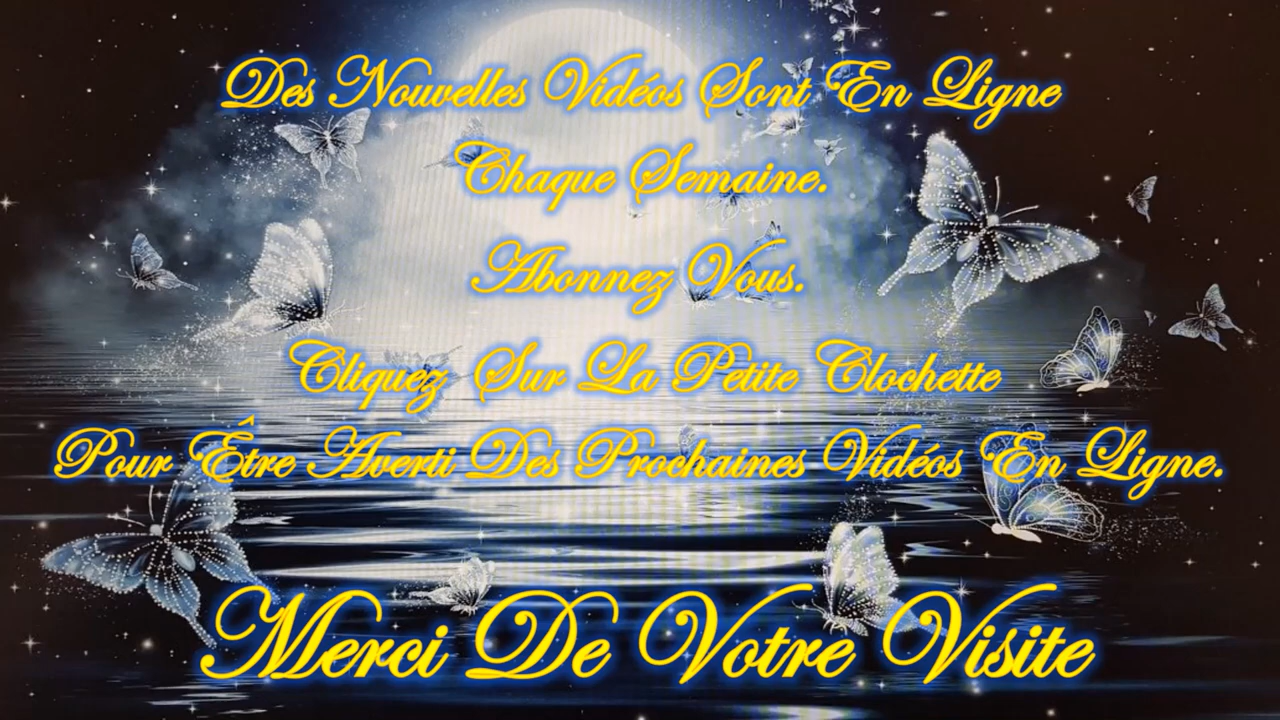 Des Nouvelles Vidéos Sont En Ligne
Chaque Semaine.
Abonnez Vous.
Cliquez Sur La Petite Clochette
Pour Être Averti Des Prochaines Vidéos En Ligne.
Merci De Votre Visite